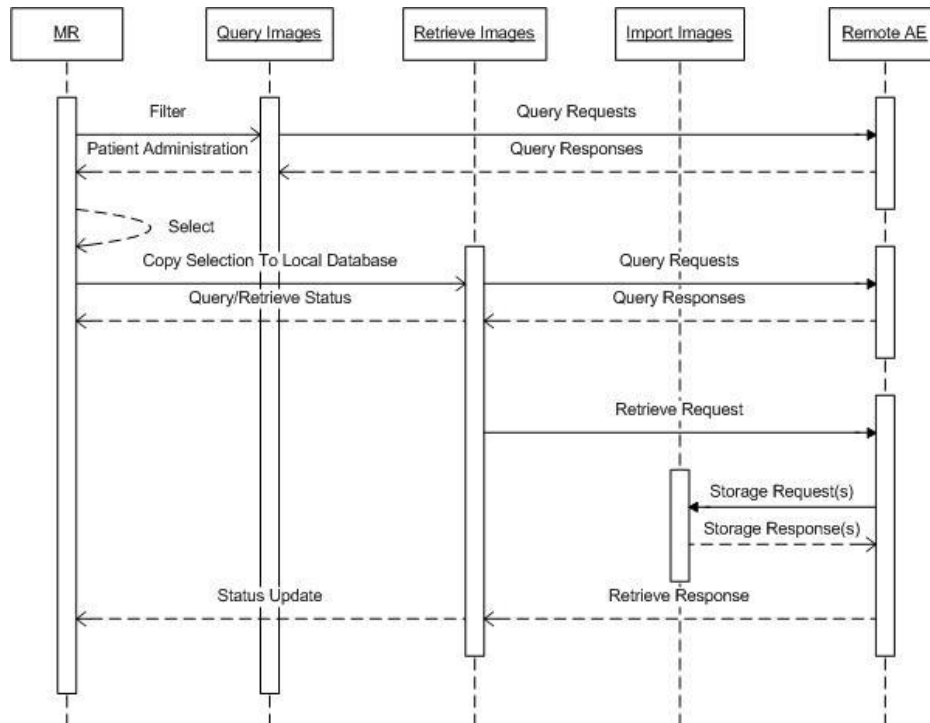 MR
Query Images
Retrieve Images
Import Images
Remote AE
Filter
Query Requests
Patient Administration
Query Responses
Select
Copy Selection To Local Database
Query Requests
Query/Retrieve Status
Query Responses
Retrieve Request
Storage Request(s)
Storage Response(s)
Status Update
Retrieve Response